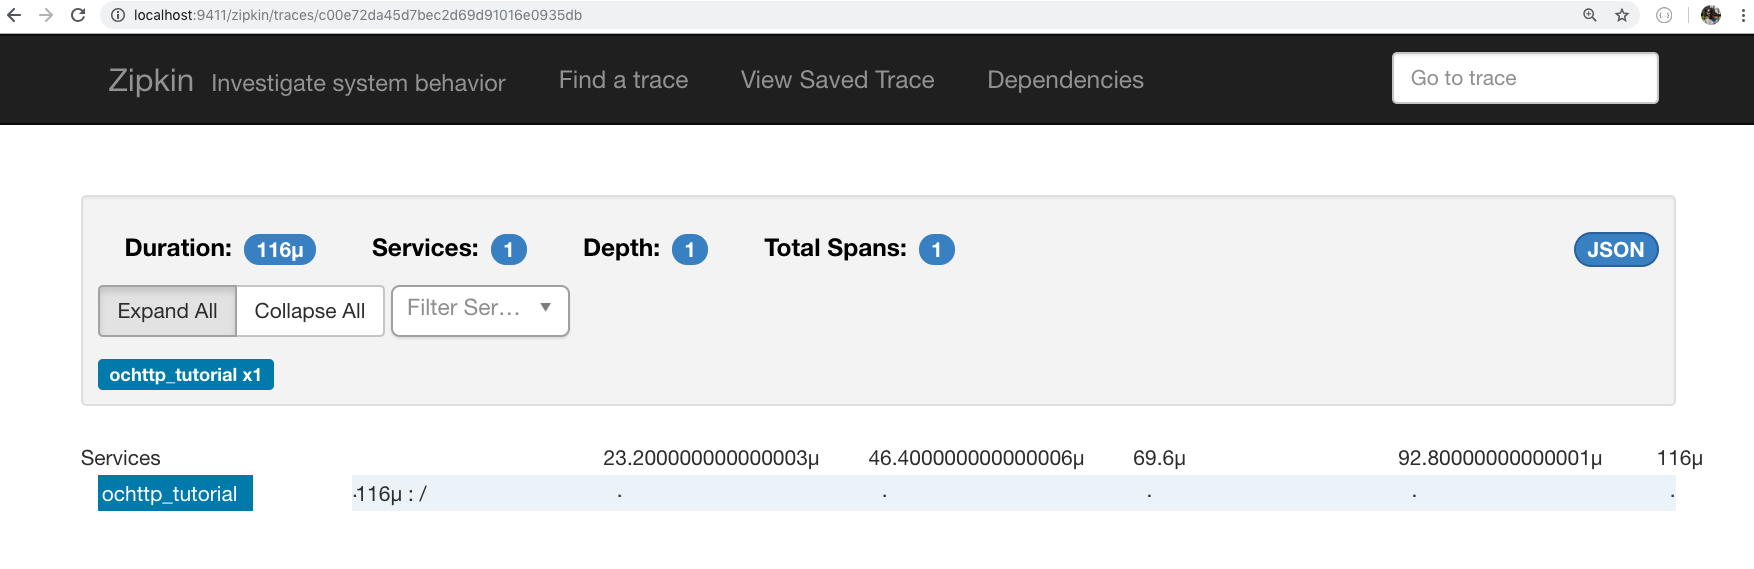 localhost:9411/zipkin/traces/c00e72da45d7bec2d69d91016e0935db
Zipkin Investigate system behavior Find a trace View Saved Trace Dependencies Go to trace
Duration: 116µ Services: 1 Depth: 1 Total Spans: 1 JSON
Expand All Collapse All Filter Ser...
ochttp_tutorial x1
Services 23.200000000000003µ 46.400000000000006µ 69.6µ 92.80000000000001µ 116µ
ochttp_tutorial ·116µ : / · · · · ·